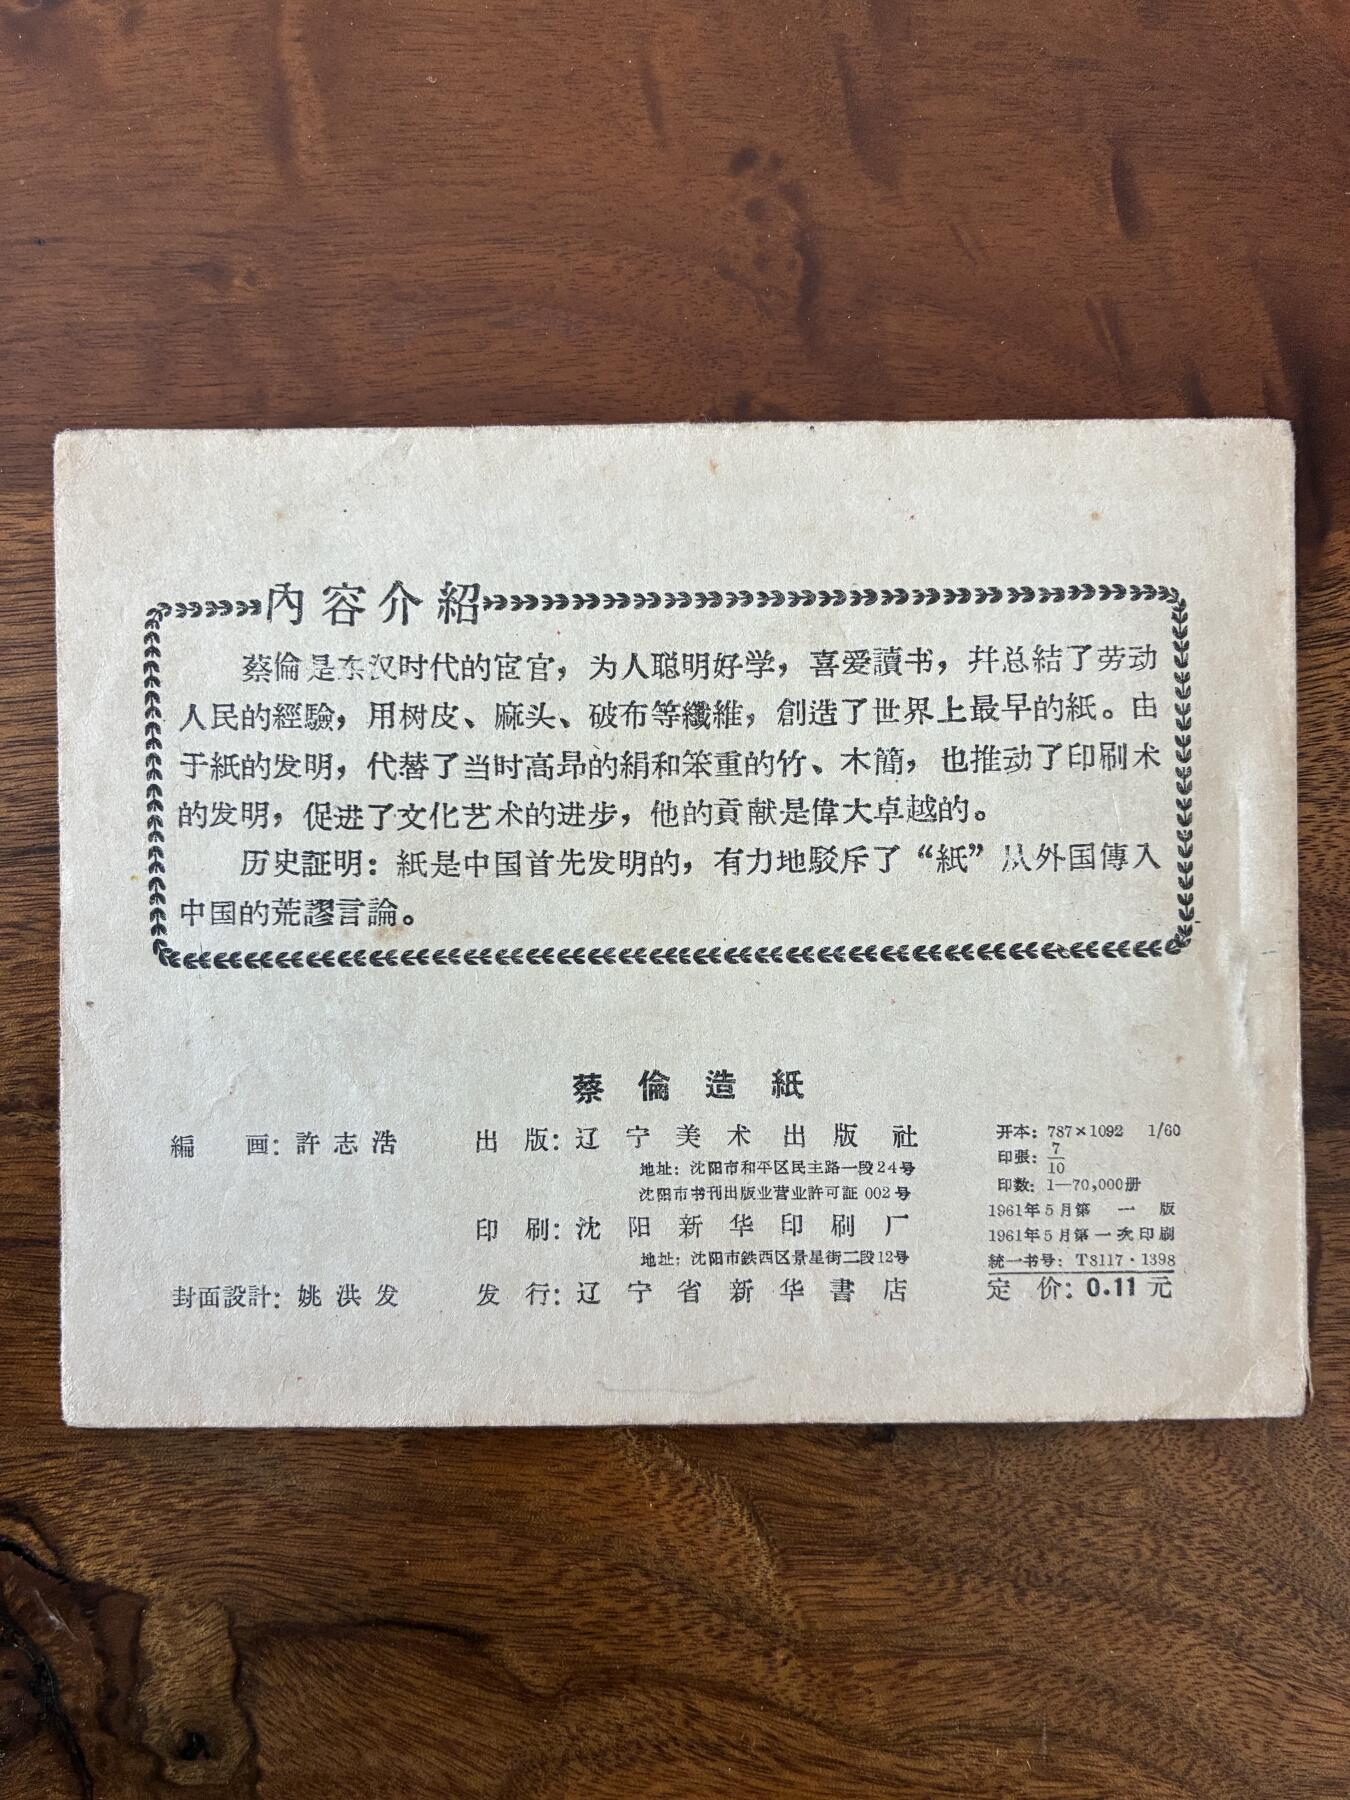 內容介紹
蔡倫是东汉时代的宦官，为人聪明好学，喜爱讀书，幷总結了劳动
人民的經驗，用树皮、麻头、破布等纖維，創造了世界上最早的紙。由
于紙的发明，代替了当时高昂的絹和笨重的竹、木簡，也推动了印刷术
的发明，促进了文化艺术的进步，他的貢献是偉大卓越的。
历史証明：紙是中国首先发明的，有力地駁斥了“紙”从外国傳入
中国的荒謬言論。
蔡倫造紙
編画：許志浩
封面設計：姚洪发
出版：辽宁美术出版社
地址：沈阳市和平区民主路一段24号
沈阳市书刊出版业营业許可証002号
印刷：沈阳新华印刷厂
地址：沈阳市鉄西区景星街二段12号
发行：辽宁省新华書店
开本：787×1092 1/60
印張：7/10
印数：1—70,000册
1961年5月第一版
1961年5月第一次印刷
統一书号：T8117·1398
定价：0.11元